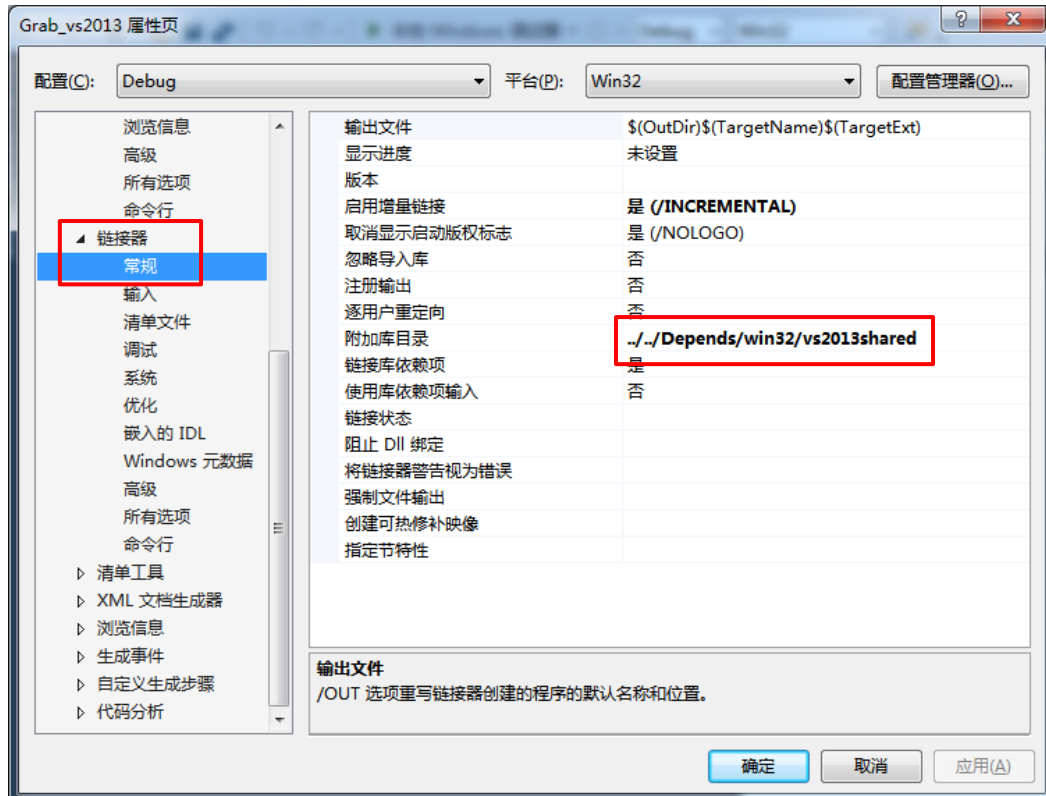 Grab_vs2013 属性页
配置(C): Debug 平台(P): Win32 配置管理器(O)...
浏览信息
高级
所有选项
命令行
链接器
常规
输入
清单文件
调试
系统
优化
嵌入的 IDL
Windows 元数据
高级
所有选项
命令行
清单工具
XML 文档生成器
浏览信息
生成事件
自定义生成步骤
代码分析
输出文件 $(OutDir)$(TargetName)$(TargetExt)
显示进度 未设置
版本
启用增量链接 是 (/INCREMENTAL)
取消显示启动版权标志 是 (/NOLOGO)
忽略导入库 否
注册输出 否
逐用户重定向 否
附加库目录 ../../Depends/win32/vs2013shared
链接库依赖项 是
使用库依赖项输入 否
链接状态
阻止 Dll 绑定
将链接器警告视为错误
强制文件输出
创建可热修补映像
指定节特性
输出文件
/OUT 选项重写链接器创建的程序的默认名称和位置。
确定 取消 应用(A)